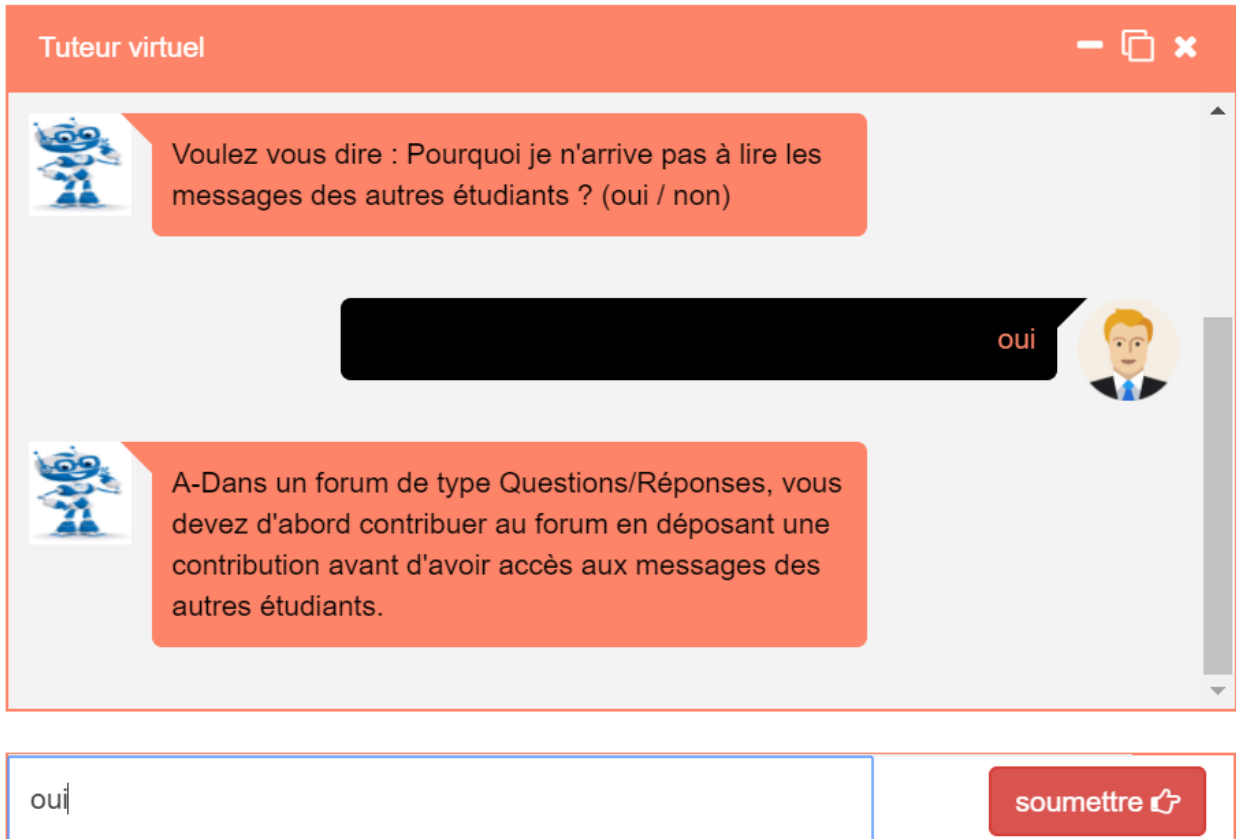 Tuteur virtuel
Voulez vous dire : Pourquoi je n'arrive pas à lire les
messages des autres étudiants ? (oui / non)
oui
A-Dans un forum de type Questions/Réponses, vous
devez d'abord contribuer au forum en déposant une
contribution avant d'avoir accès aux messages des
autres étudiants.
oui
soumettre